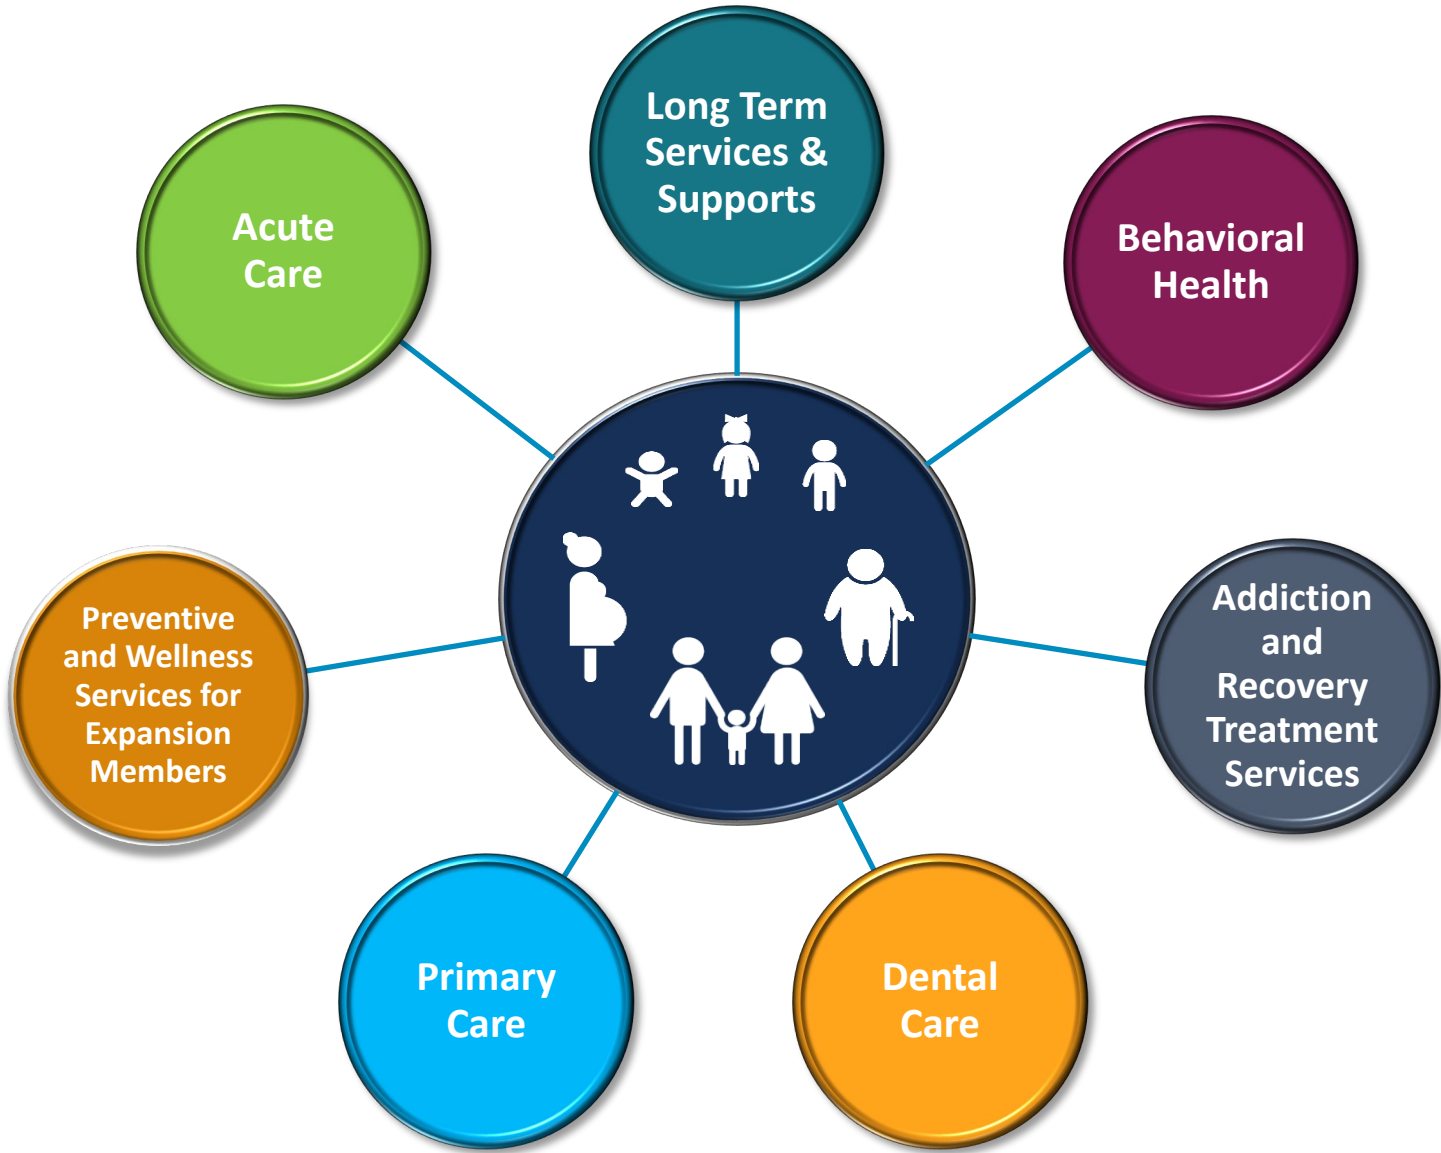 Long Term
Services &
Supports
Acute
Care
Behavioral
Health
Preventive
and Wellness
Services for
Expansion
Members
Addiction
and
Recovery
Treatment
Services
Primary
Care
Dental
Care